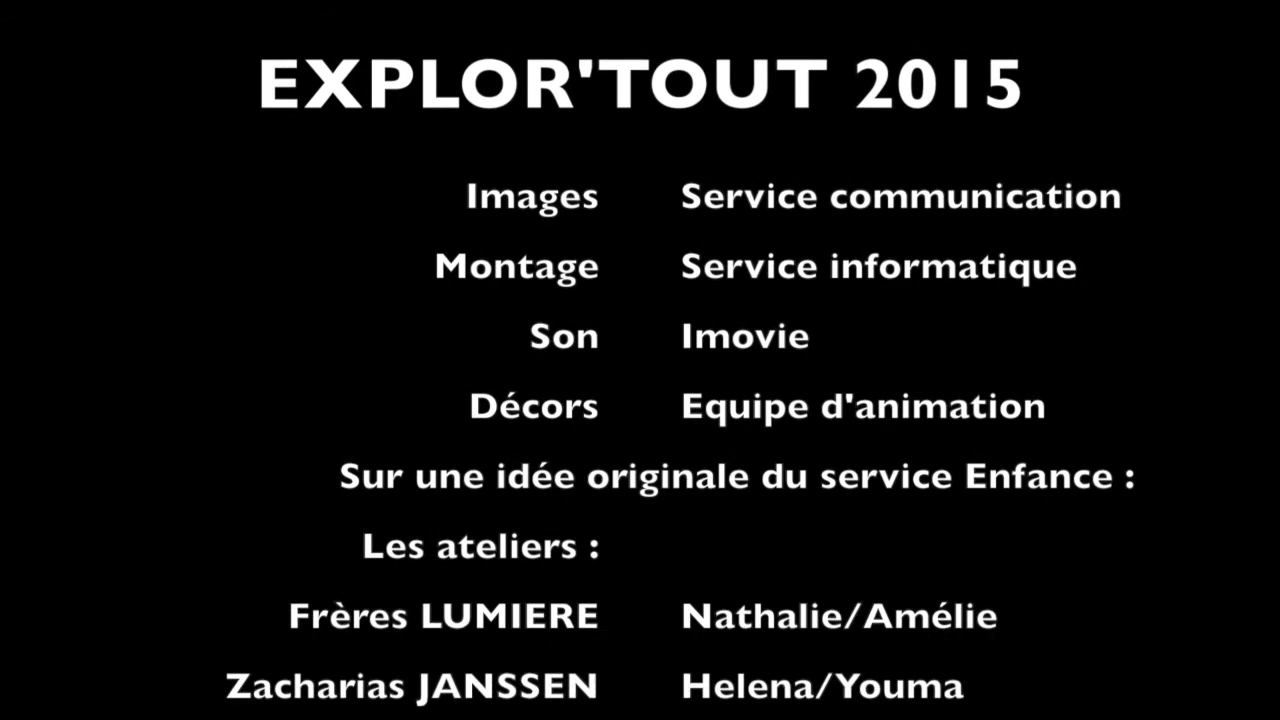 EXPLOR'TOUT 2015
Images Service communication
Montage Service informatique
Son Imovie
Décors Equipe d'animation
Sur une idée originale du service Enfance :
Les ateliers :
Frères LUMIERE Nathalie/Amélie
Zacharias JANSSEN Helena/Youma